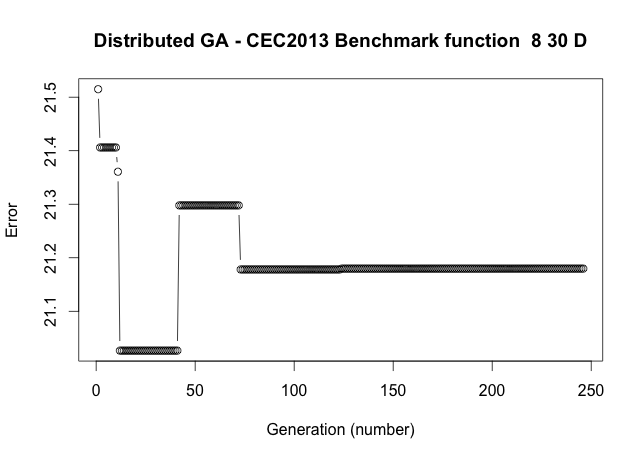 Distributed GA - CEC2013 Benchmark function  8 30 D
21.5
21.4
21.3
21.2
21.1
Error
0 50 100 150 200 250
Generation (number)